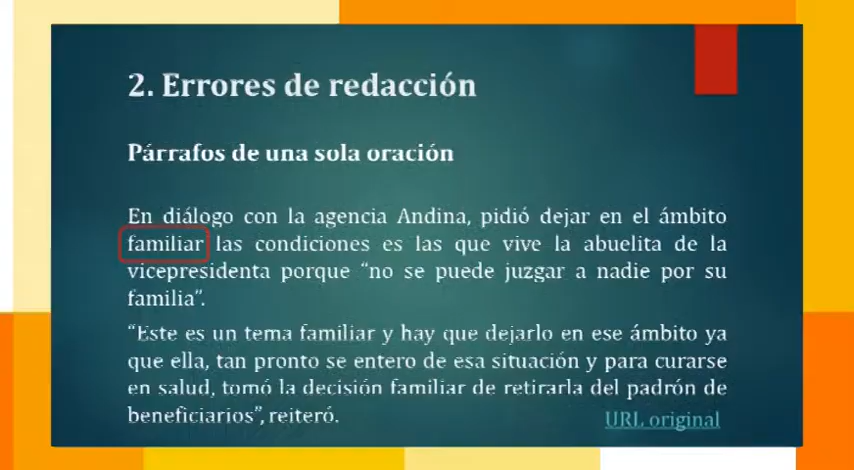 2. Errores de redacción
Párrafos de una sola oración
En diálogo con la agencia Andina, pidió dejar en el ámbito
familiar las condiciones es las que vive la abuelita de la
vicepresidenta porque “no se puede juzgar a nadie por su
familia”.
“Este es un tema familiar y hay que dejarlo en ese ámbito ya
que ella, tan pronto se entero de esa situación y para curarse
en salud, tomó la decisión familiar de retirarla del padrón de
beneficiarios”, reiteró.
URL original